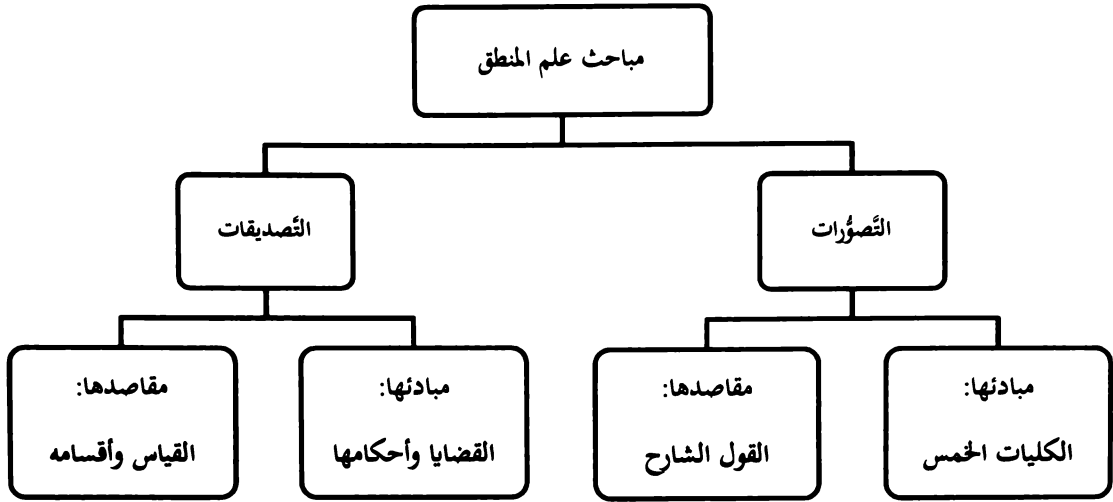 مباحث علم المنطق
التَّصوُّرات
التَّصديقات
مبادئها:
الكليات الخمس
مقاصدها:
القول الشارح
مبادئها:
القضايا وأحكامها
مقاصدها:
القياس وأقسامه